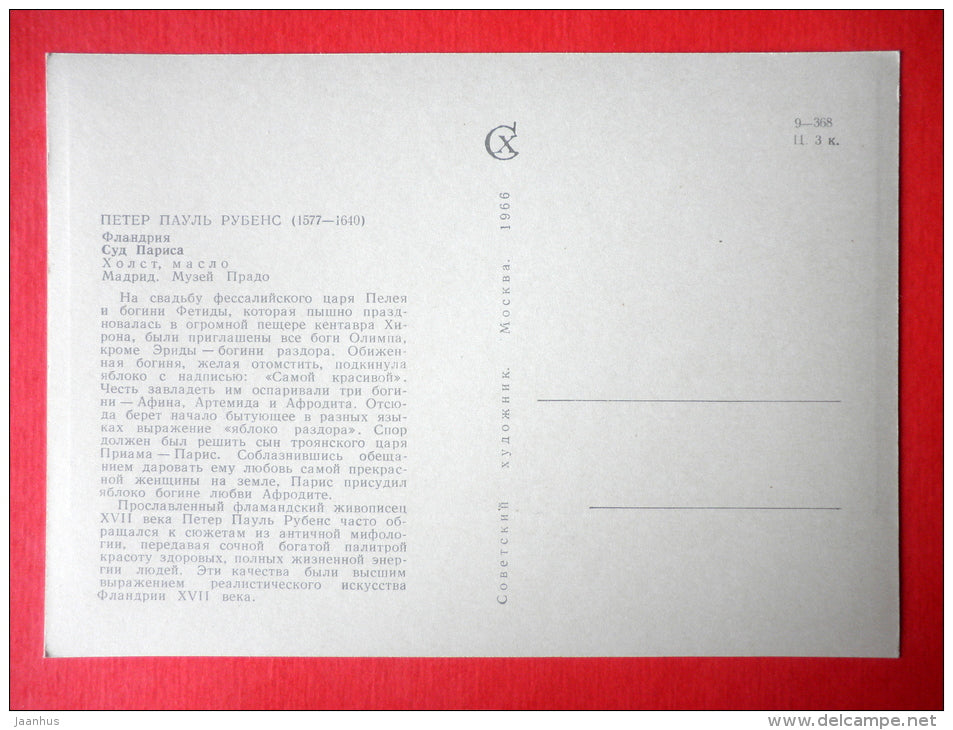 СХ
9—368
Ц. 3 к.
ПЕТЕР ПАУЛЬ РУБЕНС (1577—1640)
Фландрия
Суд Париса
Холст, масло
Мадрид. Музей Прадо
На свадьбу фессалийского царя Пелея
и богини Фетиды, которая пышно празд-
новалась в огромной пещере кентавра Хи-
рона, были приглашены все боги Олимпа,
кроме Эриды — богини раздора. Обижен-
ная богиня, желая отомстить, подкинула
яблоко с надписью: «Самой красивой».
Честь завладеть им оспаривали три боги-
ни — Афина, Артемида и Афродита. Отсю-
да берет начало бытующее в разных язы-
ках выражение «яблоко раздора». Спор
должен был решить сын троянского царя
Приама — Парис. Соблазнившись обеща-
нием даровать ему любовь самой прекрас-
ной женщины на земле, Парис присудил
яблоко богине любви Афродите.
Прославленный фламандский живописец
XVII века Петер Пауль Рубенс часто об-
ращался к сюжетам из античной мифоло-
гии, передавая сочной богатой палитрой
красоту здоровых, полных жизненной энер-
гии людей. Эти качества были высшим
выражением реалистического искусства
Фландрии XVII века.
Советский художник. Москва. 1966
jaanhus
delcampe.net